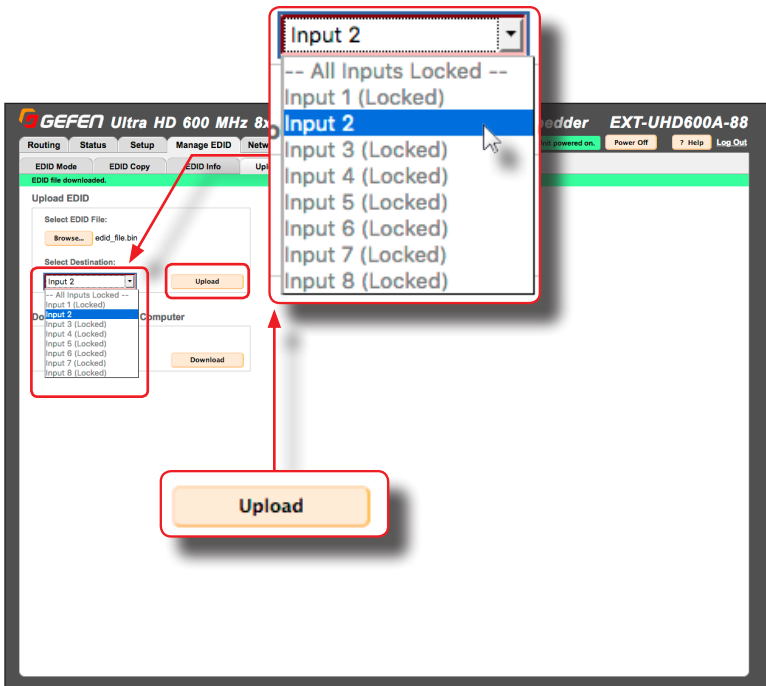 Input 2
-- All Inputs Locked --
Input 1 (Locked)
Input 2
Input 3 (Locked)
Input 4 (Locked)
Input 5 (Locked)
Input 6 (Locked)
Input 7 (Locked)
Input 8 (Locked)
GEFEN Ultra HD 600 MHz EXT-UHD600A-88
Routing Status Setup Manage EDID powered on. Power Off ? Help Log Out
EDID Mode EDID Copy EDID Info
EDID file downloaded.
Upload EDID
Select EDID File:
Browse... edid_file.bin
Select Destination:
Input 2 Upload
-- All Inputs Locked --
Input 1 (Locked)
Input 2
Input 3 (Locked)
Input 4 (Locked)
Input 5 (Locked)
Input 6 (Locked)
Input 7 (Locked)
Input 8 (Locked)
Computer
Download
Upload